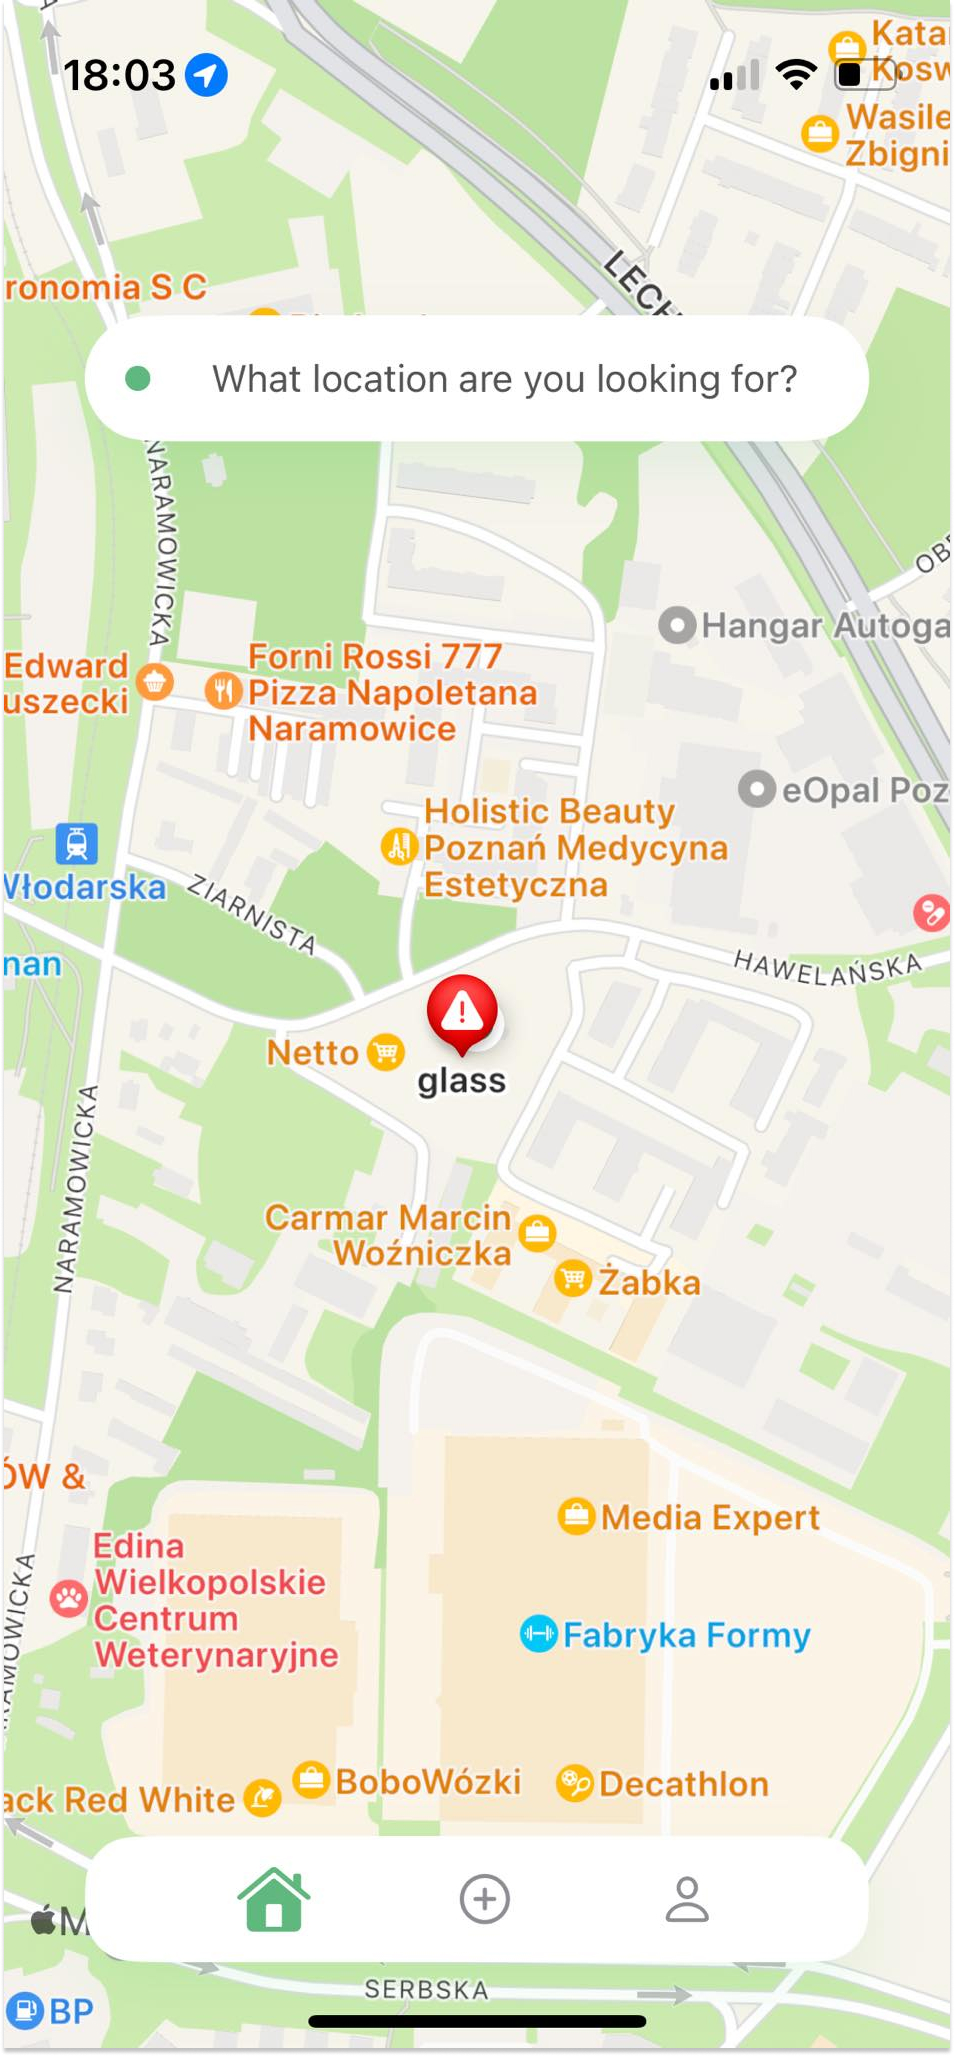 18:03
Kata
Kosw
Wasile
Zbigni
ronomia S C
LECH
What location are you looking for?
NARAMOWICKA
OB
Hangar Autoga
Edward
uszecki
Forni Rossi 777
Pizza Napoletana
Naramowice
eOpal Poz
Holistic Beauty
Poznań Medycyna
Estetyczna
Włodarska
ZIARNISTA
nan
HAWELAŃSKA
Netto
glass
NARAMOWICKA
Carmar Marcin
Woźniczka
Żabka
ÓW &
Media Expert
Edina
Wielkopolskie
Centrum
Weterynaryjne
Fabryka Formy
RAMOWICKA
BoboWózki
Decathlon
ack Red White
M
SERBSKA
BP